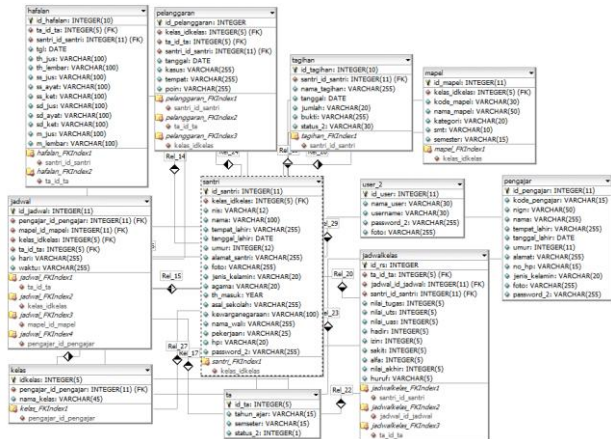 hafalan
id_hafalan: INTEGER(10)
ta_id_ta: INTEGER(5) (FK)
santri_id_santri: INTEGER(11) (FK)
tgl: DATE
th_jus: VARCHAR(100)
th_lembar: VARCHAR(100)
ss_jus: VARCHAR(100)
ss_ayat: VARCHAR(100)
ss_ket: VARCHAR(100)
sd_jus: VARCHAR(100)
sd_ayat: VARCHAR(100)
sd_ket: VARCHAR(100)
m_jus: VARCHAR(100)
m_lembar: VARCHAR(100)
hafalan_FKIndex1
santri_id_santri
hafalan_FKIndex2
ta_id_ta
pelanggaran
id_pelanggaran: INTEGER
kelas_idkelas: INTEGER(5) (FK)
ta_id_ta: INTEGER(5) (FK)
santri_id_santri: INTEGER(11) (FK)
tanggal: DATE
kasus: VARCHAR(255)
tempat: VARCHAR(255)
poin: VARCHAR(255)
pelanggaran_FKIndex1
santri_id_santri
pelanggaran_FKIndex2
ta_id_ta
pelanggaran_FKIndex3
kelas_idkelas
tagihan
id_tagihan: INTEGER(10)
santri_id_santri: INTEGER(11) (FK)
nama_tagihan: VARCHAR(255)
tanggal: DATE
jumlah: VARCHAR(20)
bukti: VARCHAR(255)
status_2: VARCHAR(30)
tagihan_FKIndex1
santri_id_santri
mapel
id_mapel: INTEGER(11)
kelas_idkelas: INTEGER(5) (FK)
kode_mapel: VARCHAR(30)
nama_mapel: VARCHAR(50)
kategori: VARCHAR(20)
smt: VARCHAR(10)
semester: VARCHAR(15)
mapel_FKIndex1
kelas_idkelas
Rel_14
santri
id_santri: INTEGER(11)
kelas_idkelas: INTEGER(5) (FK)
nis: VARCHAR(12)
nama: VARCHAR(100)
tempat_lahir: VARCHAR(255)
tanggal_lahir: DATE
umur: INTEGER(12)
alamat_santri: VARCHAR(255)
foto: VARCHAR(255)
jenis_kelamin: VARCHAR(20)
agama: VARCHAR(20)
th_masuk: YEAR
asal_sekolah: VARCHAR(255)
kewarganegaraan: VARCHAR(100)
nama_wali: VARCHAR(255)
pekerjaan: VARCHAR(25)
hp: VARCHAR(20)
password_2: VARCHAR(255)
santri_FKIndex1
kelas_idkelas
user_2
id_user: INTEGER(11)
nama_user: VARCHAR(30)
username: VARCHAR(30)
password_2: VARCHAR(255)
foto: VARCHAR(255)
pengajar
id_pengajar: INTEGER(11)
kode_pengajar: VARCHAR(15)
nign: VARCHAR(50)
nama: VARCHAR(255)
tempat_lahir: VARCHAR(255)
tanggal_lahir: DATE
umur: INTEGER(11)
alamat: VARCHAR(255)
no_hp: VARCHAR(15)
jenis_kelamin: VARCHAR(20)
foto: VARCHAR(255)
password_2: VARCHAR(255)
jadwal
id_jadwal: INTEGER(11)
pengajar_id_pengajar: INTEGER(11) (FK)
mapel_id_mapel: INTEGER(11) (FK)
kelas_idkelas: INTEGER(5) (FK)
ta_id_ta: INTEGER(5) (FK)
hari: VARCHAR(255)
waktu: VARCHAR(255)
jadwal_FKIndex1
ta_id_ta
jadwal_FKIndex2
kelas_idkelas
jadwal_FKIndex3
mapel_id_mapel
jadwal_FKIndex4
pengajar_id_pengajar
Rel_15
Rel_29
Rel_20
Rel_23
jadwalkelas
id_rs: INTEGER
ta_id_ta: INTEGER(5) (FK)
jadwal_id_jadwal: INTEGER(11) (FK)
santri_id_santri: INTEGER(11) (FK)
nilai_tugas: INTEGER(5)
nilai_uts: INTEGER(5)
nilai_uas: INTEGER(5)
hadir: INTEGER(5)
izin: INTEGER(5)
sakit: INTEGER(5)
alfa: INTEGER(5)
nilai_akhir: INTEGER(5)
huruf: INTEGER(5)
jadwalkelas_FKIndex1
santri_id_santri
jadwalkelas_FKIndex2
jadwal_id_jadwal
jadwalkelas_FKIndex3
ta_id_ta
Rel_27
Rel_17
Rel_22
kelas
idkelas: INTEGER(5)
pengajar_id_pengajar: INTEGER(11) (FK)
nama_kelas: VARCHAR(45)
kelas_FKIndex1
pengajar_id_pengajar
ta
id_ta: INTEGER(5)
tahun_ajar: VARCHAR(15)
semseter: VARCHAR(15)
status_2: INTEGER(1)